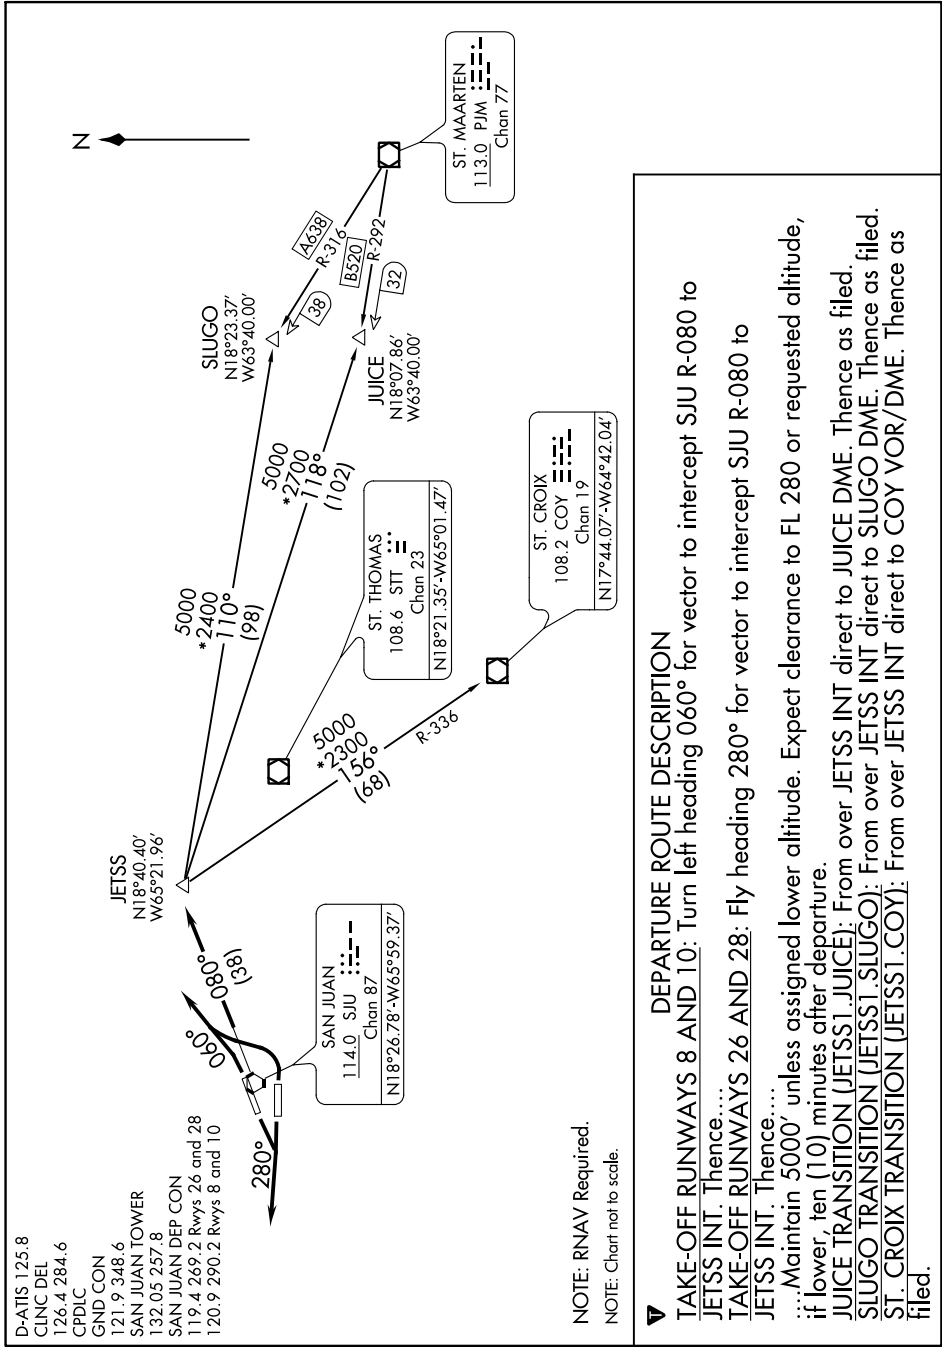 D-ATIS 125.8
CLNC DEL
126.4 284.6
CPDLC
GND CON
121.9 348.6
SAN JUAN TOWER
132.05 257.8
SAN JUAN DEP CON
119.4 269.2 Rwys 26 and 28
120.9 290.2 Rwys 8 and 10
N
JETSS
N18°40.40'
W65°21.96'
SLUGO
N18°23.37'
W63°40.00'
JUICE
N18°07.86'
W63°40.00'
5000
*2400
110°
(98)
5000
*2700
118°
(102)
5000
*2300
156°
(68)
R-336
A638
R-316
38
B520
R-292
32
ST. MAARTEN
113.0 PJM
Chan 77
ST. THOMAS
108.6 STT
Chan 23
N18°21.35'-W65°01.47'
ST. CROIX
108.2 COY
Chan 19
N17°44.07'-W64°42.04'
SAN JUAN
114.0 SJU
Chan 87
N18°26.78'-W65°59.37'
060°
080°
(38)
280°
NOTE: RNAV Required.
NOTE: Chart not to scale.
T
DEPARTURE ROUTE DESCRIPTION
TAKE-OFF RUNWAYS 8 AND 10: Turn left heading 060° for vector to intercept SJU R-080 to
JETSS INT. Thence....
TAKE-OFF RUNWAYS 26 AND 28: Fly heading 280° for vector to intercept SJU R-080 to
JETSS INT. Thence....
....Maintain 5000' unless assigned lower altitude. Expect clearance to FL 280 or requested altitude,
if lower, ten (10) minutes after departure.
JUICE TRANSITION (JETSS1.JUICE): From over JETSS INT direct to JUICE DME. Thence as filed.
SLUGO TRANSITION (JETSS1.SLUGO): From over JETSS INT direct to SLUGO DME. Thence as filed.
ST. CROIX TRANSITION (JETSS1.COY): From over JETSS INT direct to COY VOR/DME. Thence as
filed.